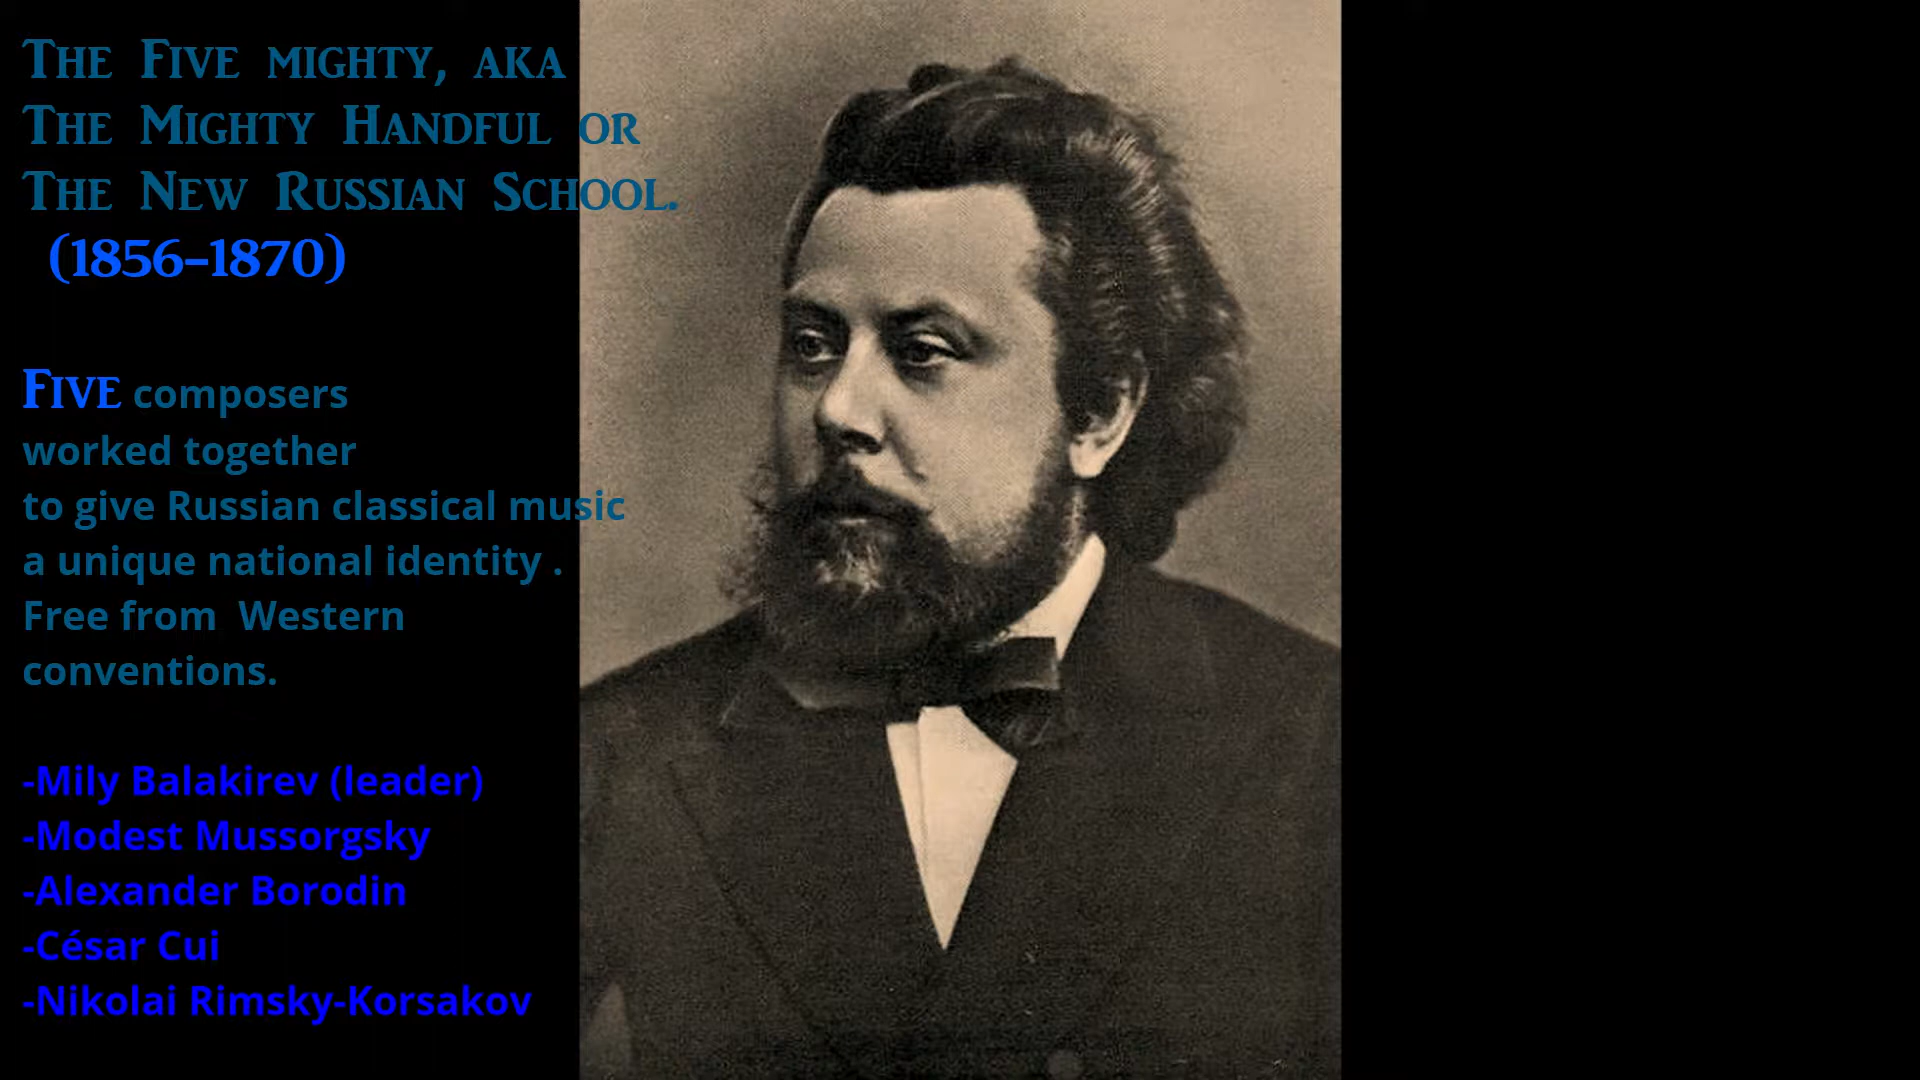 The Five mighty, aka
The Mighty Handful or
The New Russian School.
(1856-1870)
Five composers
worked together
to give Russian classical music
a unique national identity .
Free from Western
conventions.
-Mily Balakirev (leader)
-Modest Mussorgsky
-Alexander Borodin
-César Cui
-Nikolai Rimsky-Korsakov